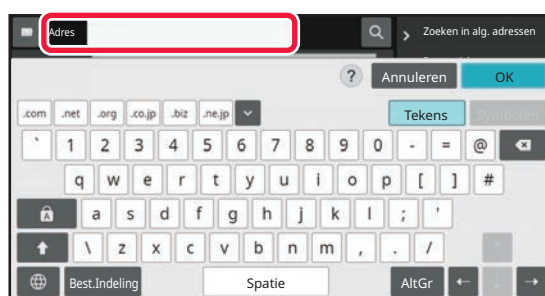 Adres
Zoeken in alg. adressen
? Annuleren OK
.com .net .org .co.jp .biz .ne.jp Tekens Symbolen
` 1 2 3 4 5 6 7 8 9 0 - = @
q w e r t y u i o p [ ] #
A a s d f g h j k l ; '
\ z x c v b n m , . /
Best.Indeling Spatie AltGr